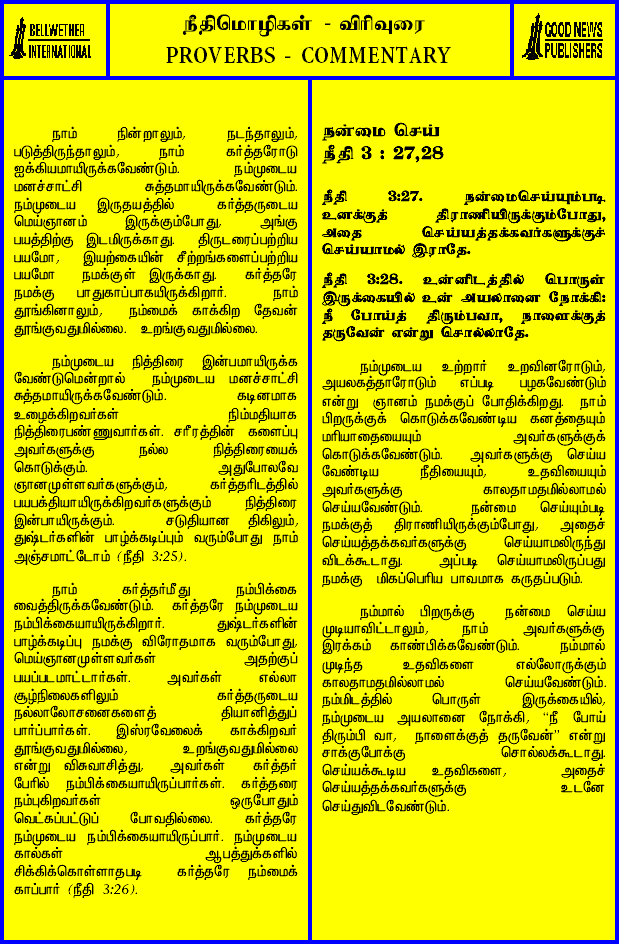 BELLWETHER
INTERNATIONAL
நீதிமொழிகள் - விரிவுரை
PROVERBS - COMMENTARY
GOOD NEWS
PUBLISHERS
நாம் நின்றாலும், நடந்தாலும்,
படுத்திருந்தாலும், நாம் கர்த்தரோடு
ஐக்கியமாயிருக்கவேண்டும். நம்முடைய
மனச்சாட்சி சுத்தமாயிருக்கவேண்டும்.
நம்முடைய இருதயத்தில் கர்த்தருடைய
மெய்ஞானம் இருக்கும்போது, அங்கு
பயத்திற்கு இடமிருக்காது. திருடரைப்பற்றிய
பயமோ, இயற்கையின் சீற்றங்களைப்பற்றிய
பயமோ நமக்குள் இருக்காது. கர்த்தரே
நமக்கு பாதுகாப்பாகயிருக்கிறார். நாம்
தூங்கினாலும், நம்மைக் காக்கிற தேவன்
தூங்குவதுமில்லை. உறங்குவதுமில்லை.
நம்முடைய நித்திரை இன்பமாயிருக்க
வேண்டுமென்றால் நம்முடைய மனச்சாட்சி
சுத்தமாயிருக்கவேண்டும். கடினமாக
உழைக்கிறவர்கள் நிம்மதியாக
நித்திரைபண்ணுவார்கள். சரீரத்தின் களைப்பு
அவர்களுக்கு நல்ல நித்திரையைக்
கொடுக்கும். அதுபோலவே
ஞானமுள்ளவர்களுக்கும், கர்த்தரிடத்தில்
பயபக்தியாயிருக்கிறவர்களுக்கும் நித்திரை
இன்பாயிருக்கும். சடுதியான திகிலும்,
துஷ்டர்களின் பாழ்க்கடிப்பும் வரும்போது நாம்
அஞ்சமாட்டோம் (நீதி 3:25).
நாம் கர்த்தர்மீது நம்பிக்கை
வைத்திருக்கவேண்டும். கர்த்தரே நம்முடைய
நம்பிக்கையாயிருக்கிறார். துஷ்டர்களின்
பாழ்க்கடிப்பு நமக்கு விரோதமாக வரும்போது,
மெய்ஞானமுள்ளவர்கள் அதற்குப்
பயப்படமாட்டார்கள். அவர்கள் எல்லா
சூழ்நிலைகளிலும் கர்த்தருடைய
நல்லாலோசனைகளைத் தியானித்துப்
பார்ப்பார்கள். இஸ்ரவேலைக் காக்கிறவர்
தூங்குவதுமில்லை, உறங்குவதுமில்லை
என்று விசுவாசித்து, அவர்கள் கர்த்தர்
பேரில் நம்பிக்கையாயிருப்பார்கள். கர்த்தரை
நம்புகிறவர்கள் ஒருபோதும்
வெட்கப்பட்டுப் போவதில்லை. கர்த்தரே
நம்முடைய நம்பிக்கையாயிருப்பார். நம்முடைய
கால்கள் ஆபத்துக்களில்
சிக்கிக்கொள்ளாதபடி கர்த்தரே நம்மைக்
காப்பார் (நீதி 3:26).
நன்மை செய்
நீதி 3 : 27,28
நீதி 3:27. நன்மைசெய்யும்படி
உனக்குத் திராணியிருக்கும்போது,
அதை செய்யத்தக்கவர்களுக்குச்
செய்யாமல் இராதே.
நீதி 3:28. உன்னிடத்தில் பொருள்
இருக்கையில் உன் அயலானை நோக்கி:
நீ போய்த் திரும்பவா, நாளைக்குத்
தருவேன் என்று சொல்லாதே.
நம்முடைய உற்றார் உறவினரோடும்,
அயலகத்தாரோடும் எப்படி பழகவேண்டும்
என்று ஞானம் நமக்குப் போதிக்கிறது. நாம்
பிறருக்குக் கொடுக்கவேண்டிய கனத்தையும்
மரியாதையையும் அவர்களுக்குக்
கொடுக்கவேண்டும். அவர்களுக்கு செய்ய
வேண்டிய நீதியையும், உதவியையும்
அவர்களுக்கு காலதாமதமில்லாமல்
செய்யவேண்டும். நன்மை செய்யும்படி
நமக்குத் திராணியிருக்கும்போது, அதைச்
செய்யத்தக்கவர்களுக்கு செய்யாமலிருந்து
விடக்கூடாது. அப்படி செய்யாமலிருப்பது
நமக்கு மிகப்பெரிய பாவமாக கருதப்படும்.
நம்மால் பிறருக்கு நன்மை செய்ய
முடியாவிட்டாலும், நாம் அவர்களுக்கு
இரக்கம் காண்பிக்கவேண்டும். நம்மால்
முடிந்த உதவிகளை எல்லோருக்கும்
காலதாமதமில்லாமல் செய்யவேண்டும்.
நம்மிடத்தில் பொருள் இருக்கையில்,
நம்முடைய அயலானை நோக்கி, “நீ போய்
திரும்பி வா, நாளைக்குத் தருவேன்” என்று
சாக்குபோக்கு சொல்லக்கூடாது.
செய்யக்கூடிய உதவிகளை, அதைச்
செய்யத்தக்கவர்களுக்கு உடனே
செய்துவிடவேண்டும்.